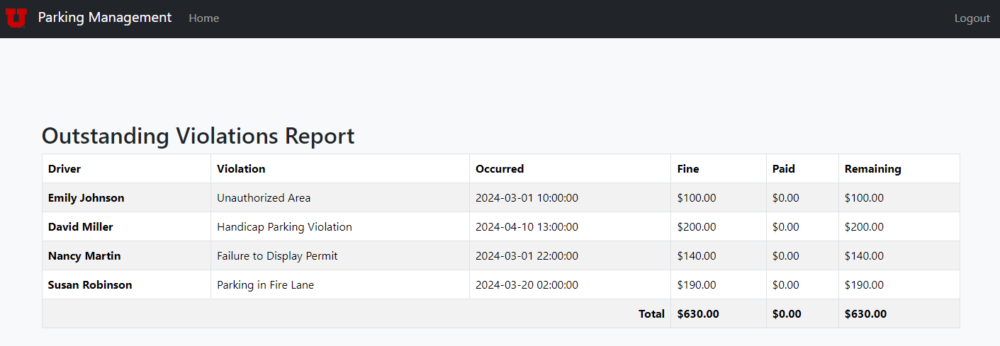 U Parking Management Home Logout
Outstanding Violations Report
Driver Violation Occurred Fine Paid Remaining
Emily Johnson Unauthorized Area 2024-03-01 10:00:00 $100.00 $0.00 $100.00
David Miller Handicap Parking Violation 2024-04-10 13:00:00 $200.00 $0.00 $200.00
Nancy Martin Failure to Display Permit 2024-03-01 22:00:00 $140.00 $0.00 $140.00
Susan Robinson Parking in Fire Lane 2024-03-20 02:00:00 $190.00 $0.00 $190.00
Total $630.00 $0.00 $630.00